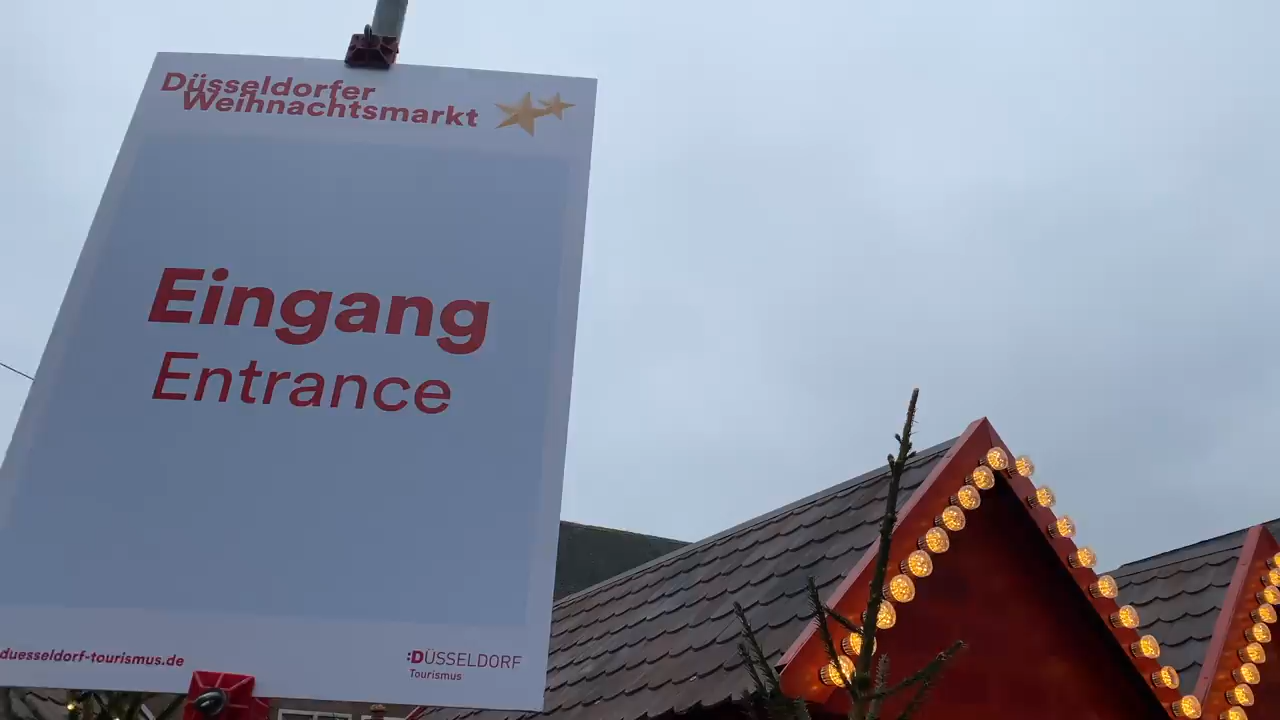 Düsseldorfer
Weihnachtsmarkt
Eingang
Entrance
duesseldorf-tourismus.de
:DÜSSELDORF
Tourismus